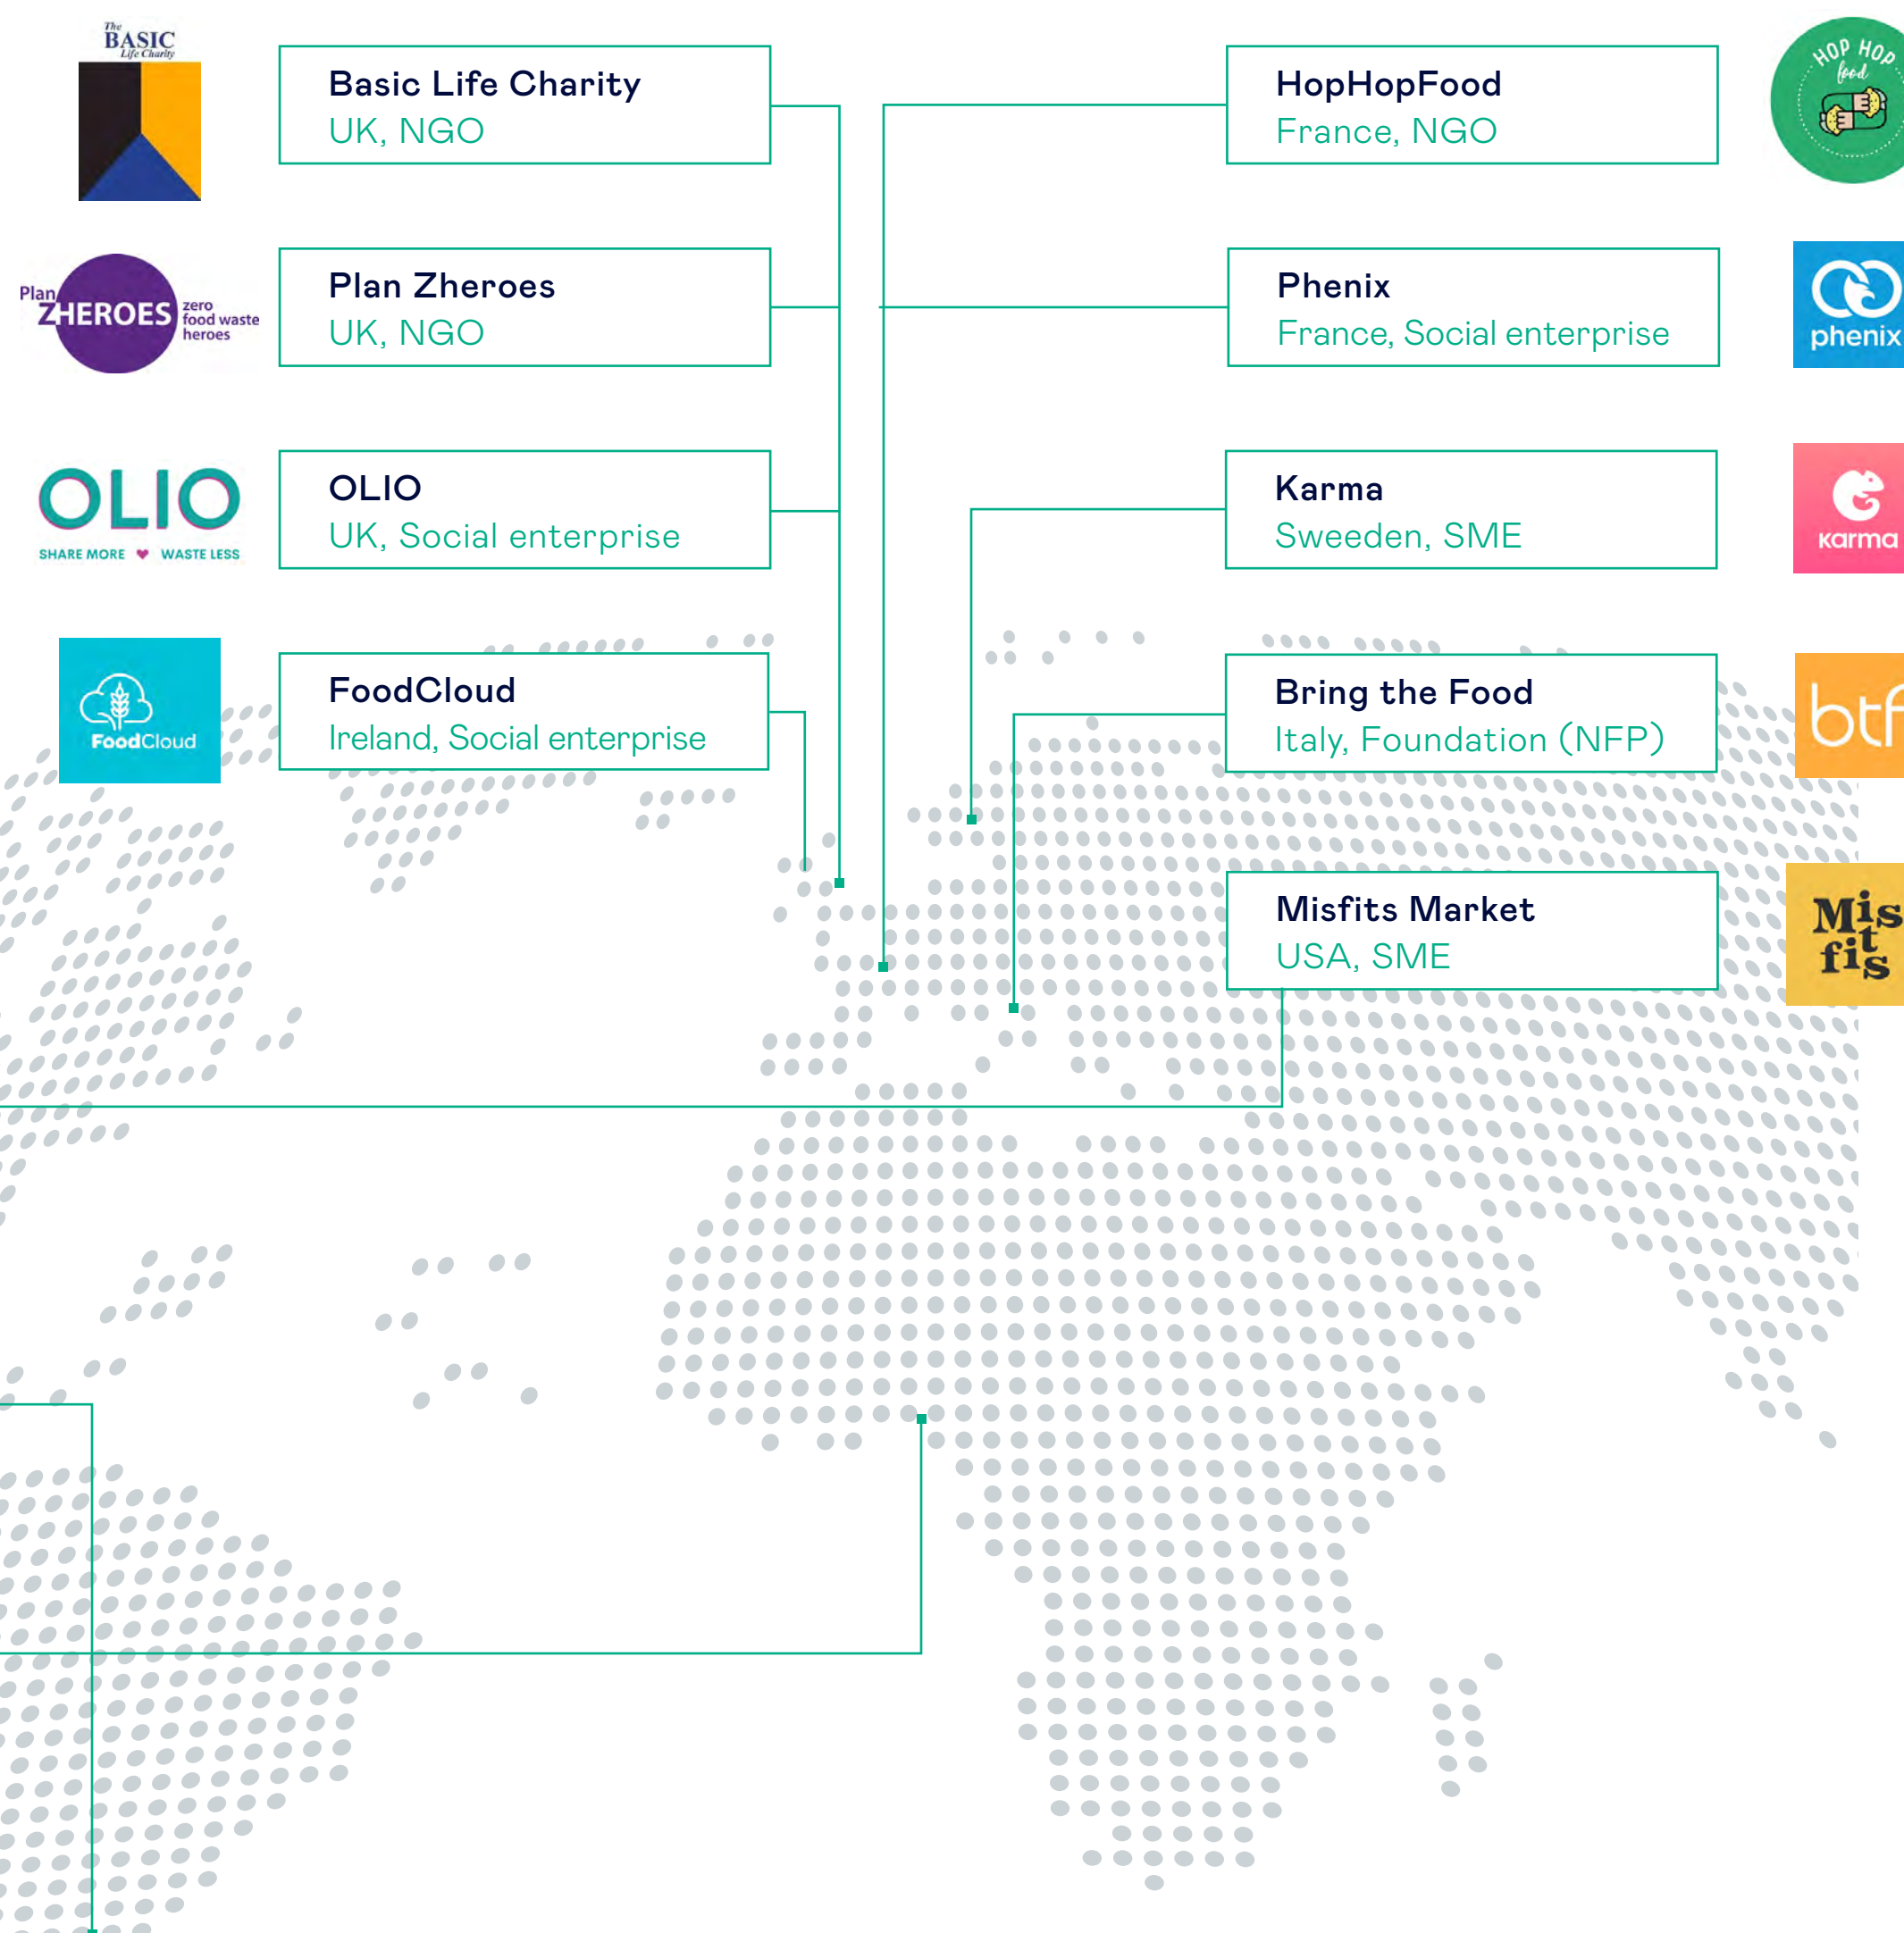 The
BASIC
Life Charity
Basic Life Charity
UK, NGO
Plan
ZHEROES
zero
food waste
heroes
Plan Zheroes
UK, NGO
OLIO
SHARE MORE WASTE LESS
OLIO
UK, Social enterprise
FoodCloud
FoodCloud
Ireland, Social enterprise
HopHopFood
France, NGO
HOP HOP
food
Phenix
France, Social enterprise
phenix
Karma
Sweeden, SME
Karma
Bring the Food
Italy, Foundation (NFP)
btf
Misfits Market
USA, SME
Mis
fits